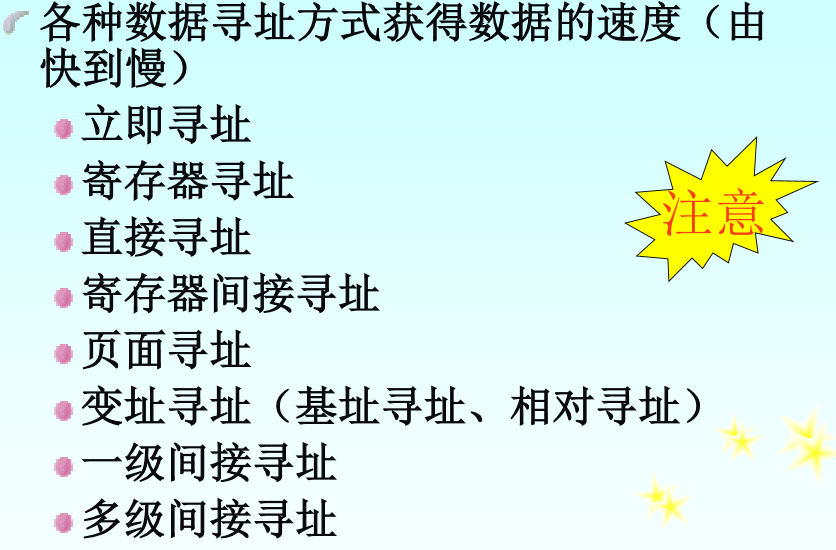 各种数据寻址方式获得数据的速度（由
快到慢）
立即寻址
寄存器寻址
直接寻址
注意
寄存器间接寻址
页面寻址
变址寻址（基址寻址、相对寻址）
一级间接寻址
多级间接寻址